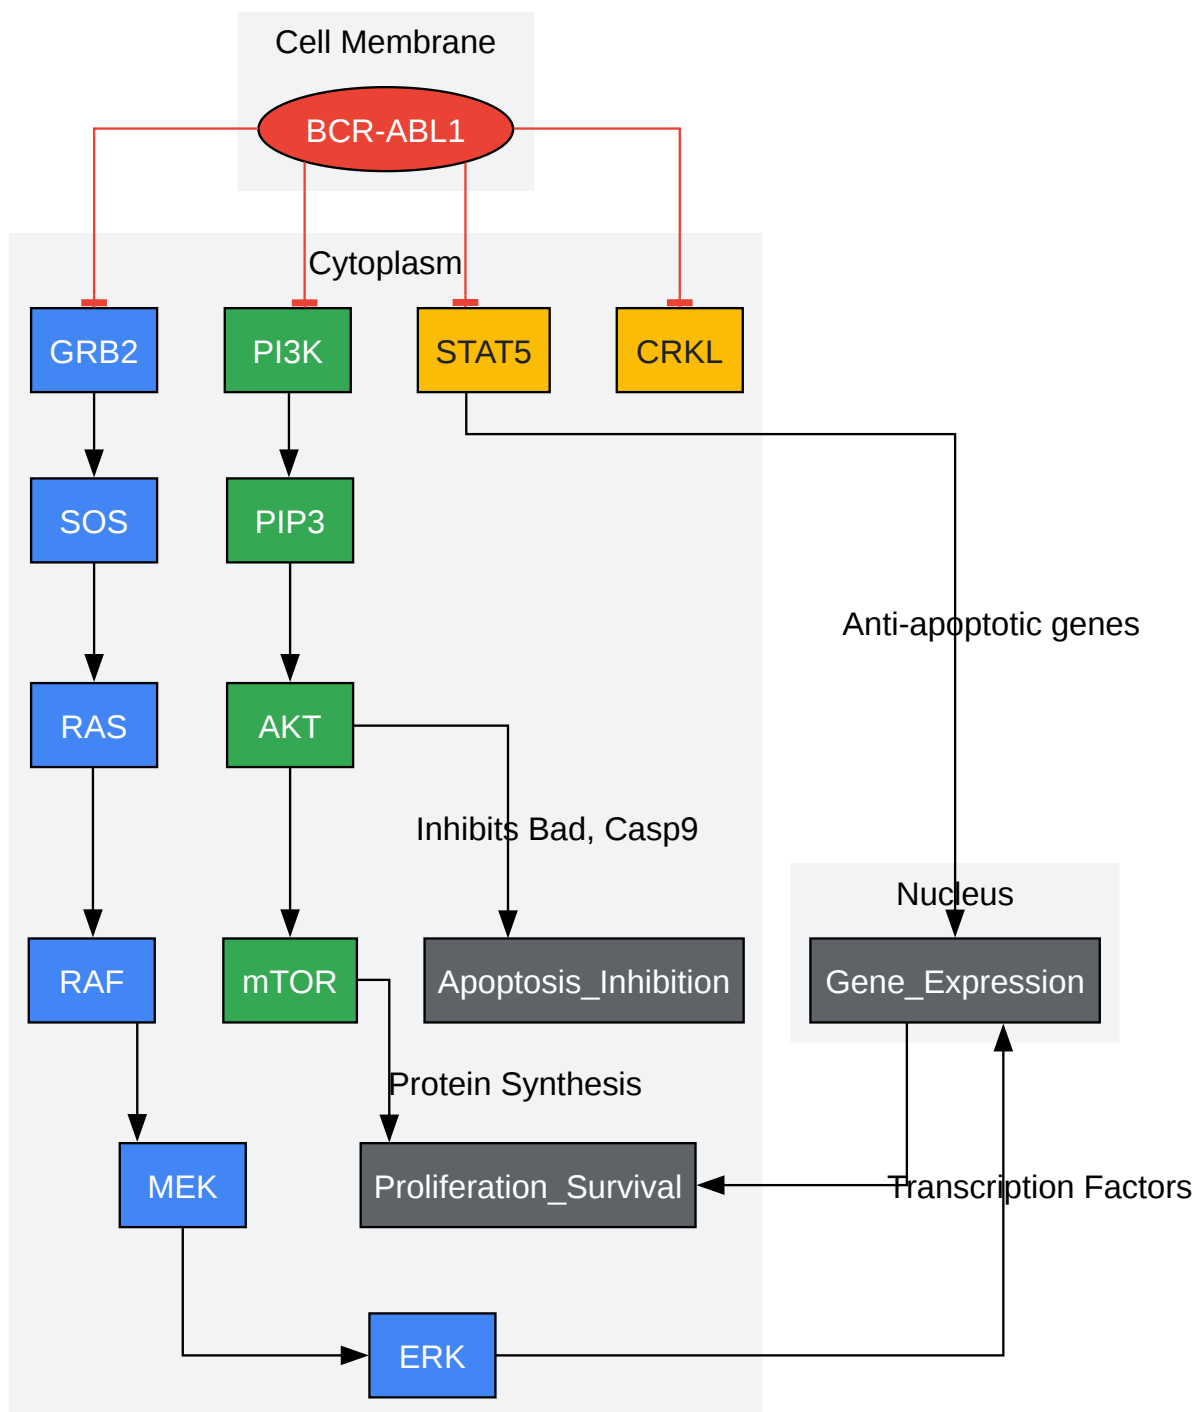 Cell Membrane
BCR-ABL1
Cytoplasm
GRB2
PI3K
STAT5
CRKL
SOS
PIP3
Anti-apoptotic genes
RAS
AKT
Inhibits Bad, Casp9
Nucleus
RAF
mTOR
Apoptosis_Inhibition
Gene_Expression
Protein Synthesis
MEK
Proliferation_Survival
Transcription Factors
ERK